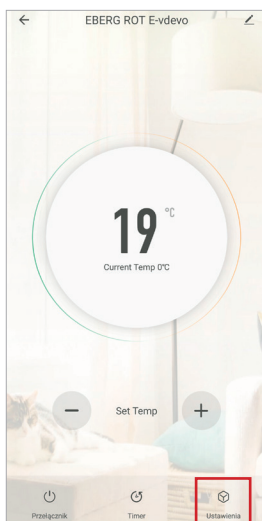 EBERG ROT E-vdevo
19 °C
Current Temp 0°C
Set Temp
Przełącznik Timer Ustawienia